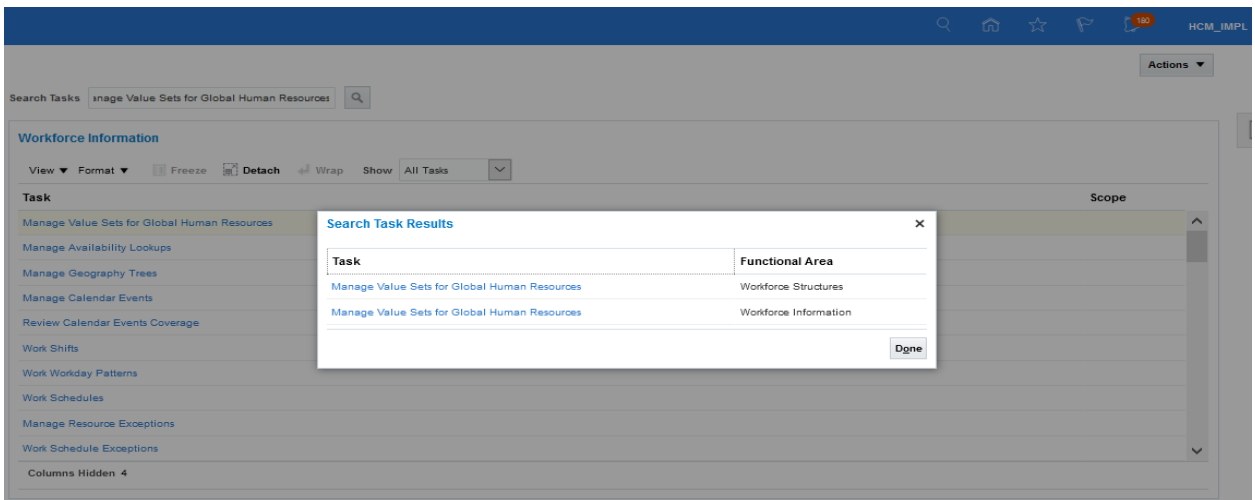 160
HCM_IMPL
Actions
Search Tasks anage Value Sets for Global Human Resources
Workforce Information
View Format Freeze Detach Wrap Show All Tasks
Task Scope
Manage Value Sets for Global Human Resources
Manage Availability Lookups
Manage Geography Trees
Manage Calendar Events
Review Calendar Events Coverage
Work Shifts
Work Workday Patterns
Work Schedules
Manage Resource Exceptions
Work Schedule Exceptions
Columns Hidden 4
Search Task Results
Task Functional Area
Manage Value Sets for Global Human Resources Workforce Structures
Manage Value Sets for Global Human Resources Workforce Information
Done